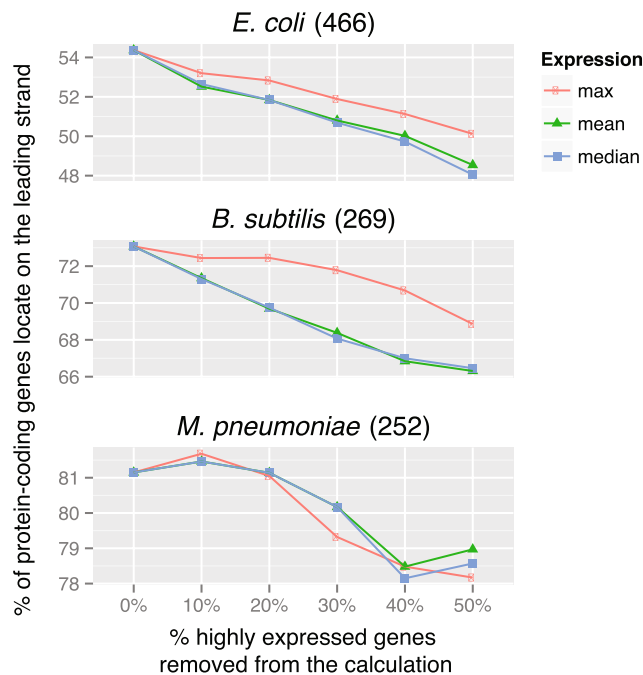 E. coli (466)
54
52
50
48
Expression
max
mean
median
B. subtilis (269)
72
70
68
66
M. pneumoniae (252)
81
80
79
78
0% 10% 20% 30% 40% 50%
% highly expressed genes
removed from the calculation
% of protein-coding genes locate on the leading strand